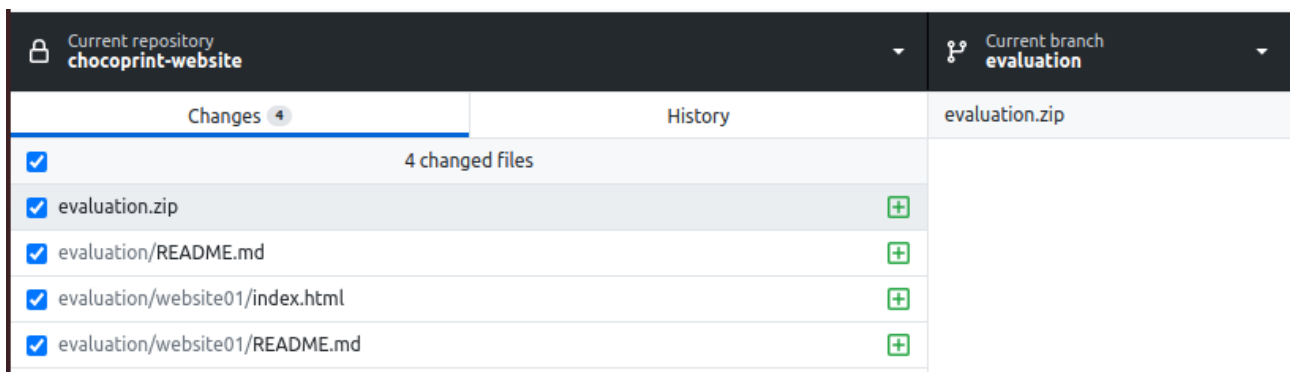 Current repository
chocoprint-website
Current branch
evaluation
Changes 4
History
evaluation.zip
4 changed files
evaluation.zip
evaluation/README.md
evaluation/website01/index.html
evaluation/website01/README.md